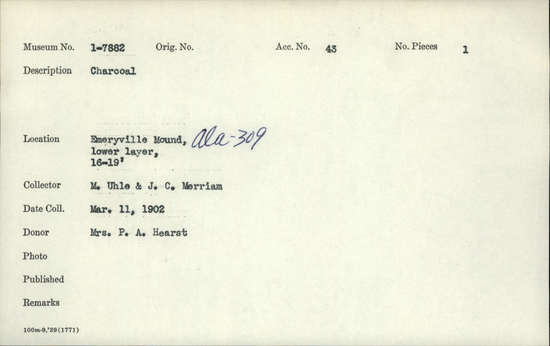 Museum No. 1-7882 Orig. No. Acc. No. 43 No. Pieces 1
Description Charcoal
Location Emeryville Mound, Ala-309
lower layer,
16-19'
Collector M. Uhle & J. C. Merriam
Date Coll. Mar. 11, 1902
Donor Mrs. P. A. Hearst
Photo
Published
Remarks
100m-9,'29(1771)